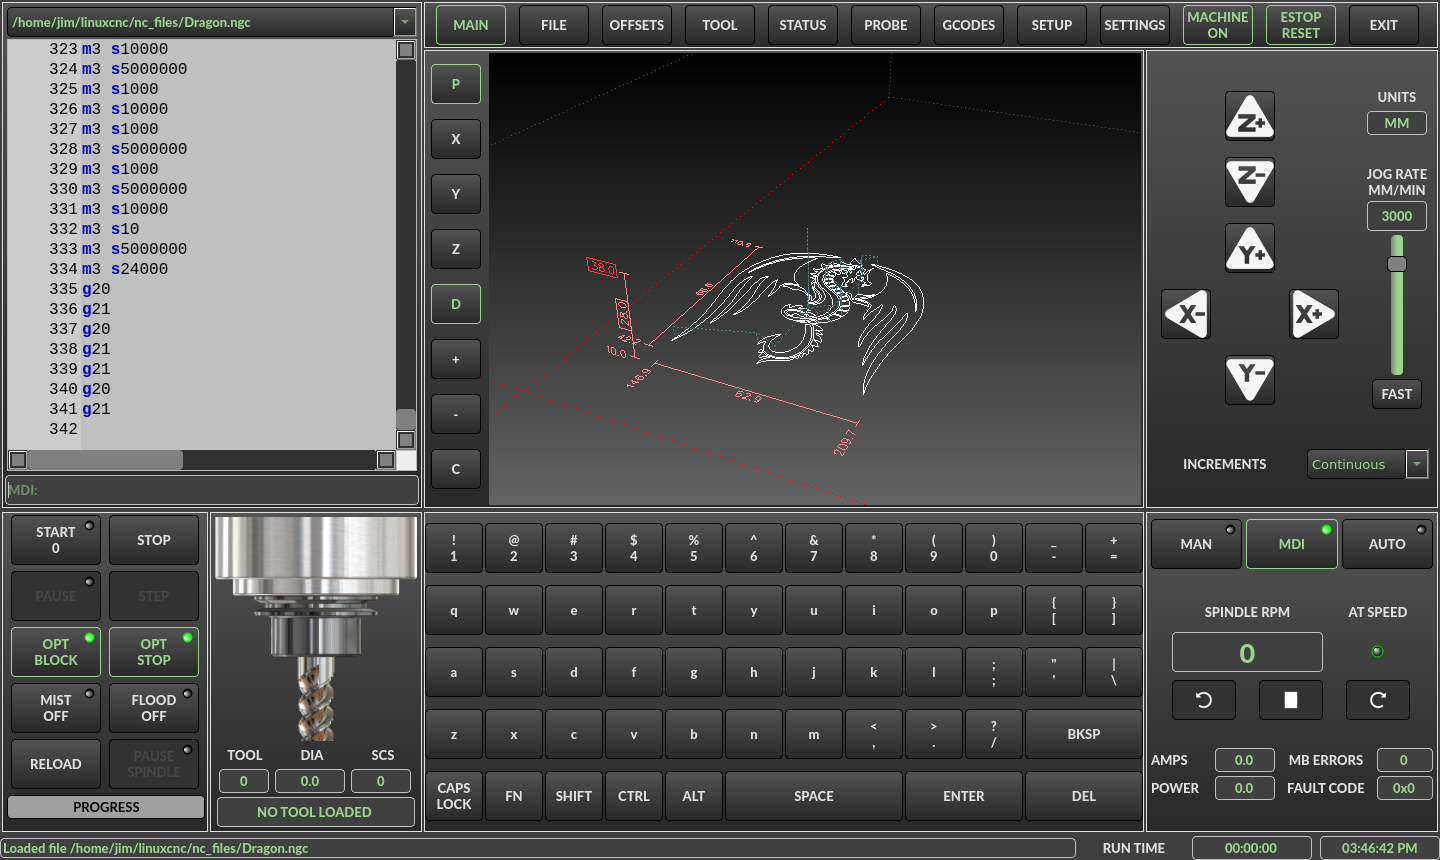 /home/jim/linuxcnc/nc_files/Dragon.ngc
323 m3 s10000
324 m3 s5000000
325 m3 s1000
326 m3 s10000
327 m3 s1000
328 m3 s5000000
329 m3 s1000
330 m3 s5000000
331 m3 s10000
332 m3 s10
333 m3 s5000000
334 m3 s24000
335 g20
336 g21
337 g20
338 g21
339 g21
340 g20
341 g21
342
MDI:
MAIN FILE OFFSETS TOOL STATUS PROBE GCODES SETUP SETTINGS MACHINE ON ESTOP RESET EXIT
P
X
Y
Z
D
+
-
C
38.0
28.0
10.0
146.9
62.9
209.7
Z+
Z-
Y+
X- X+
Y-
UNITS
MM
JOG RATE
MM/MIN
3000
FAST
INCREMENTS Continuous
START
0
STOP
PAUSE STEP
OPT
BLOCK
OPT
STOP
MIST
OFF
FLOOD
OFF
RELOAD
PAUSE
SPINDLE
PROGRESS
TOOL DIA SCS
0 0.0 0
NO TOOL LOADED
! @ # $ % ^ & * ( ) _ +
1 2 3 4 5 6 7 8 9 0 - =
q w e r t y u i o p { }
[ ]
a s d f g h j k l : " |
; ' \
z x c v b n m < > ? BKSP
, . /
CAPS
LOCK
FN SHIFT CTRL ALT SPACE ENTER DEL
MAN MDI AUTO
SPINDLE RPM AT SPEED
0
AMPS 0.0 MB ERRORS 0
POWER 0.0 FAULT CODE 0x0
Loaded file /home/jim/linuxcnc/nc_files/Dragon.ngc
RUN TIME 00:00:00 03:46:42 PM